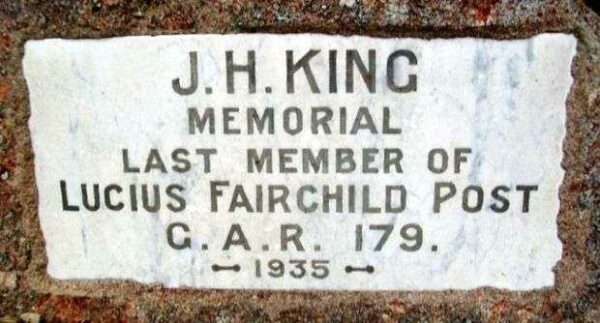 J.H.KING
MEMORIAL
LAST MEMBER OF
LUCIUS FAIRCHILD POST
G.A.R. 179.
1935